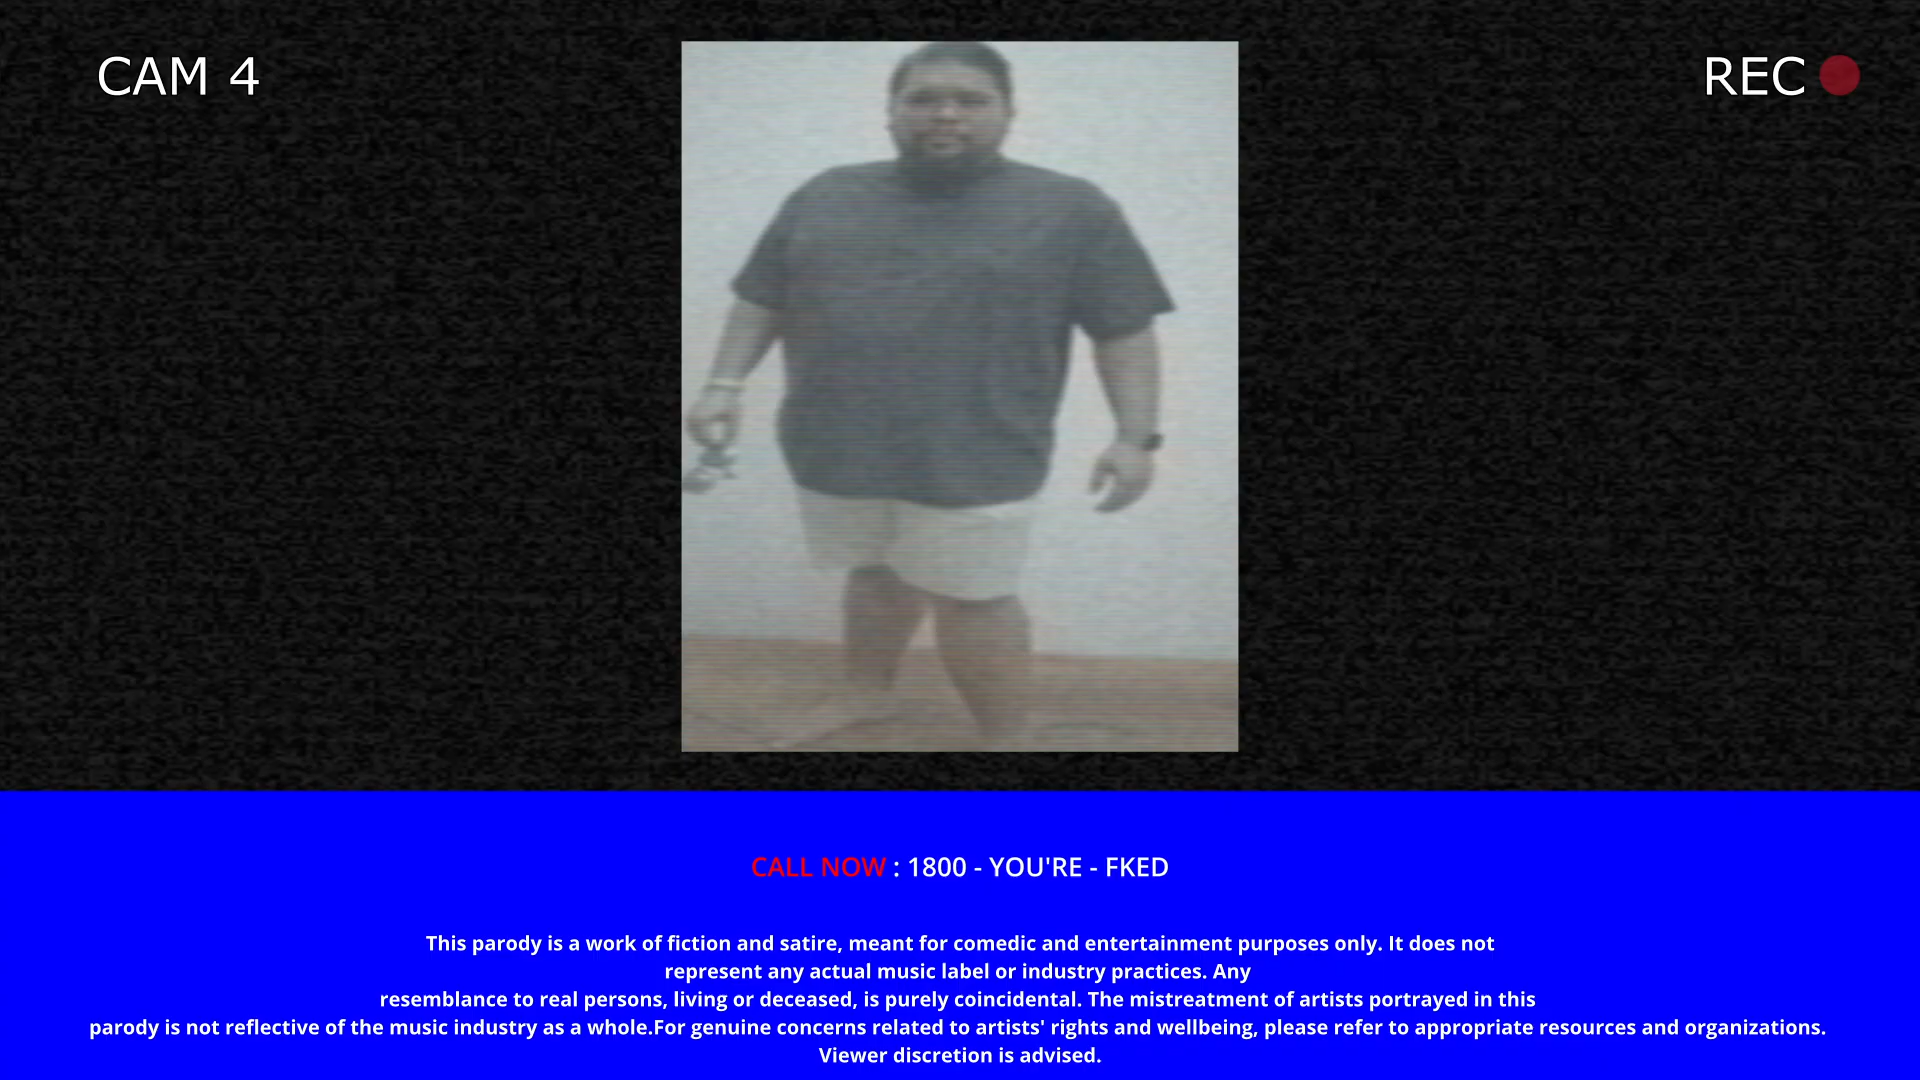 CAM 4
REC
CALL NOW : 1800 - YOU'RE - FKED
This parody is a work of fiction and satire, meant for comedic and entertainment purposes only. It does not
represent any actual music label or industry practices. Any
resemblance to real persons, living or deceased, is purely coincidental. The mistreatment of artists portrayed in this
parody is not reflective of the music industry as a whole.For genuine concerns related to artists' rights and wellbeing, please refer to appropriate resources and organizations.
Viewer discretion is advised.